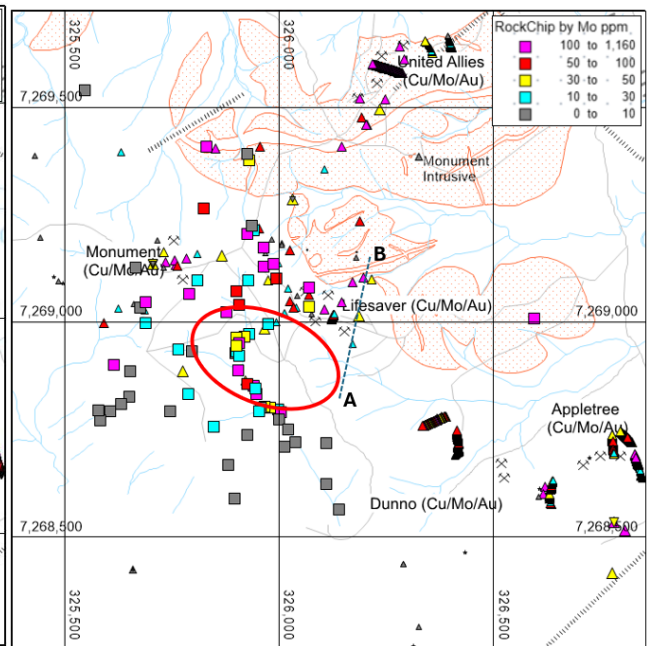 325,500
326,000
RockChip by Mo ppm
100 to 1,160
50 to 100
30 to 50
10 to 30
0 to 10
United Allies
(Cu/Mo/Au)
7,269,500
Monument
Intrusive
Monument
(Cu/Mo/Au)
B
Lifesaver (Cu/Mo/Au)
7,269,000
7,269,000
A
Appletree
(Cu/Mo/Au)
Dunno (Cu/Mo/Au)
7,268,500
7,268,500
325,500
326,000
326,500